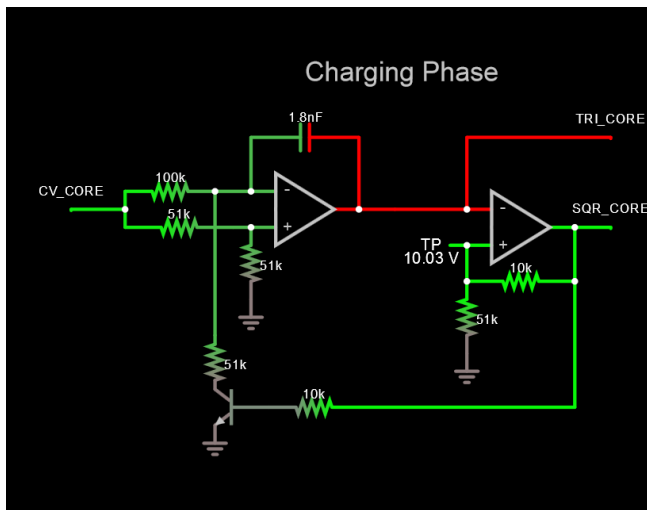 Charging Phase
1.8nF
TRI_CORE
100k
-
CV_CORE
51k
-
SQR_CORE
+
TP
+
10.03 V
10k
51k
51k
51k
10k